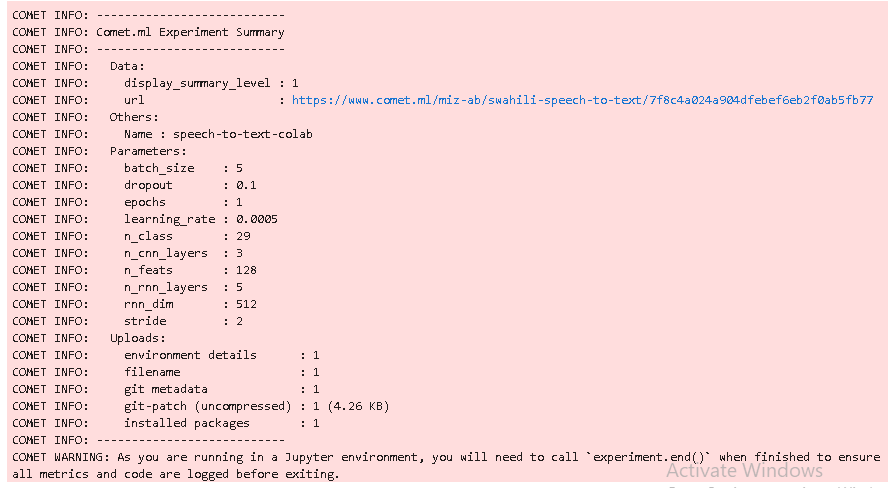 COMET INFO: ---------------------------
COMET INFO: Comet.ml Experiment Summary
COMET INFO: ---------------------------
COMET INFO:   Data:
COMET INFO:     display_summary_level : 1
COMET INFO:     url                   : https://www.comet.ml/miz-ab/swahili-speech-to-text/7f8c4a024a904dfebef6eb2f0ab5fb77
COMET INFO:   Others:
COMET INFO:     Name : speech-to-text-colab
COMET INFO:   Parameters:
COMET INFO:     batch_size    : 5
COMET INFO:     dropout       : 0.1
COMET INFO:     epochs        : 1
COMET INFO:     learning_rate : 0.0005
COMET INFO:     n_class       : 29
COMET INFO:     n_cnn_layers  : 3
COMET INFO:     n_feats       : 128
COMET INFO:     n_rnn_layers  : 5
COMET INFO:     rnn_dim       : 512
COMET INFO:     stride        : 2
COMET INFO:   Uploads:
COMET INFO:     environment details      : 1
COMET INFO:     filename                 : 1
COMET INFO:     git metadata             : 1
COMET INFO:     git-patch (uncompressed) : 1 (4.26 KB)
COMET INFO:     installed packages       : 1
COMET INFO: ---------------------------
COMET WARNING: As you are running in a Jupyter environment, you will need to call `experiment.end()` when finished to ensure
all metrics and code are logged before exiting.
Activate Windows